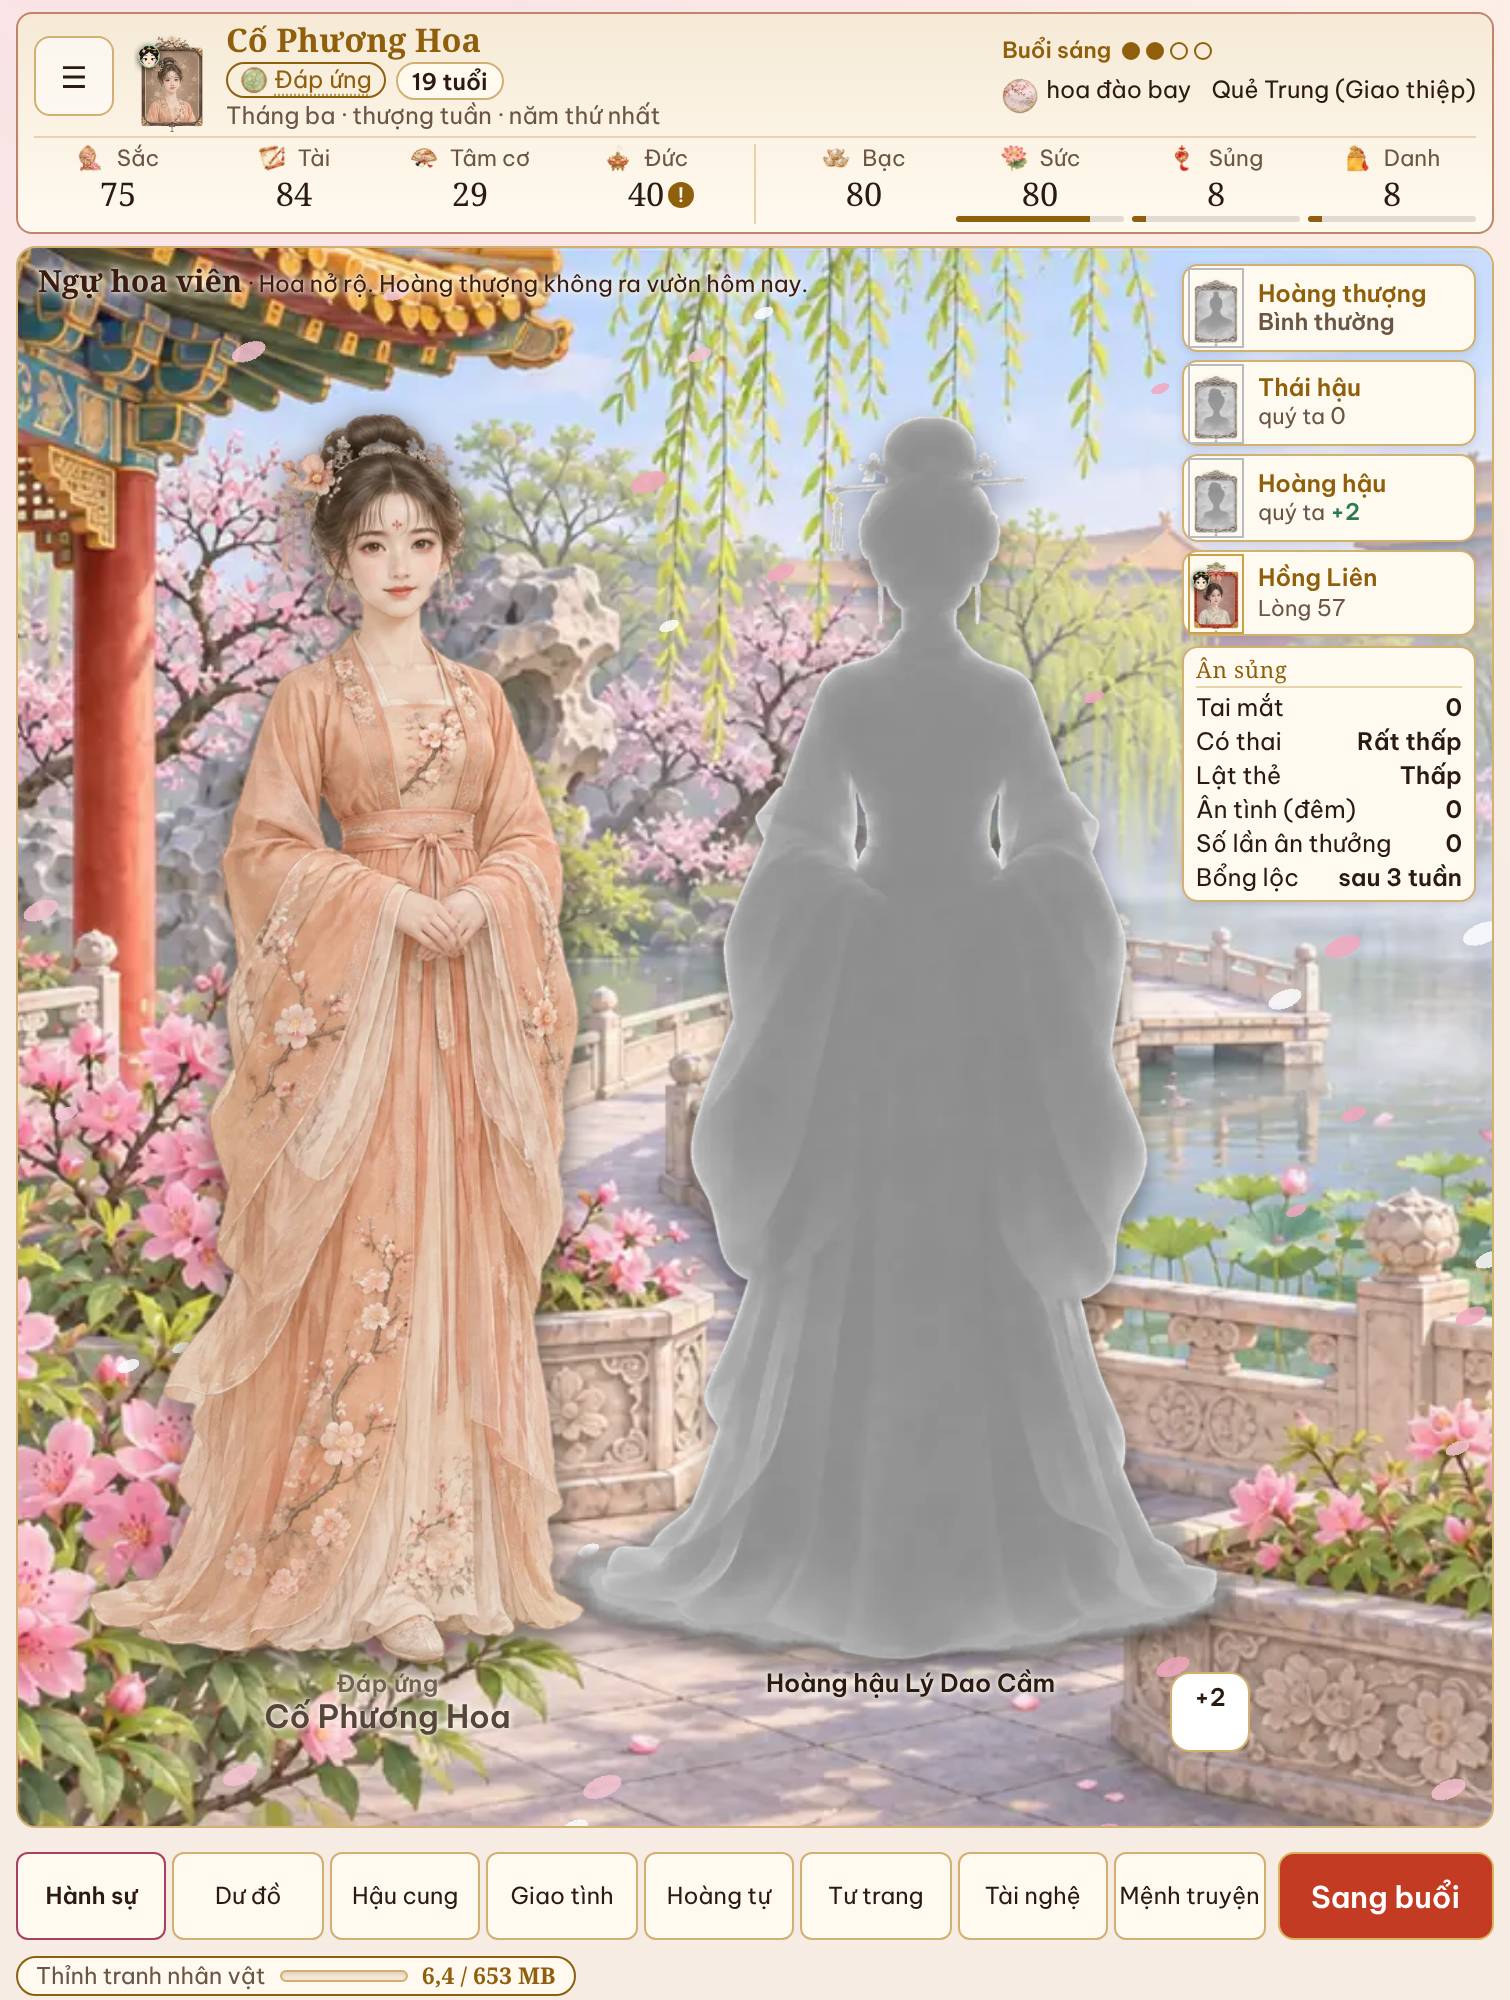 Cố Phương Hoa
Đáp ứng
19 tuổi
Tháng ba · thượng tuần · năm thứ nhất
Buổi sáng
hoa đào bay Quẻ Trung (Giao thiệp)
Sắc Tài Tâm cơ Đức Bạc Sức Sủng Danh
75 84 29 40 ! 80 80 8 8
Ngự hoa viên · Hoa nở rộ. Hoàng thượng không ra vườn hôm nay.
Hoàng thượng
Bình thường
Thái hậu
quý ta 0
Hoàng hậu
quý ta +2
Hồng Liên
Lòng 57
Ân sủng
Tai mắt 0
Có thai Rất thấp
Lật thẻ Thấp
Ân tình (đêm) 0
Số lần ân thưởng 0
Bổng lộc sau 3 tuần
Đáp ứng
Cố Phương Hoa
Hoàng hậu Lý Dao Cầm
+2
Hành sự Dư đồ Hậu cung Giao tình Hoàng tự Tư trang Tài nghệ Mệnh truyện Sang buổi
Thỉnh tranh nhân vật 6,4 / 653 MB